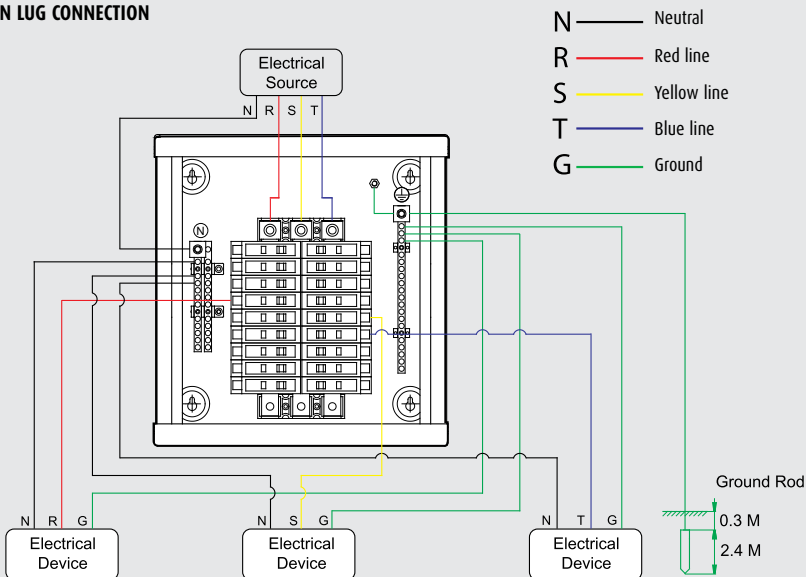 N LUG CONNECTION
N Neutral
R Red line
S Yellow line
T Blue line
G Ground
Electrical
Source
N R S T
N
Ground Rod
0.3 M
2.4 M
N R G
Electrical
Device
N S G
Electrical
Device
N T G
Electrical
Device